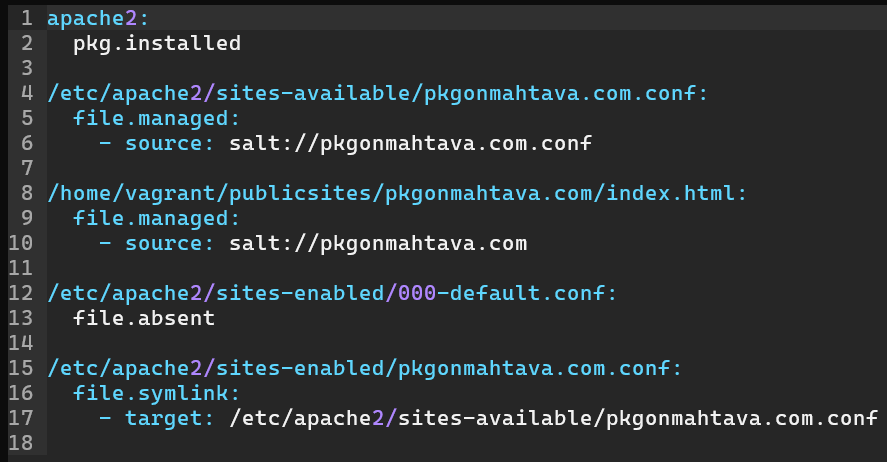 1 apache2:
2   pkg.installed
3
4 /etc/apache2/sites-available/pkgonmahtava.com.conf:
5   file.managed:
6     - source: salt://pkgonmahtava.com.conf
7
8 /home/vagrant/publicsites/pkgonmahtava.com/index.html:
9   file.managed:
10     - source: salt://pkgonmahtava.com
11
12 /etc/apache2/sites-enabled/000-default.conf:
13   file.absent
14
15 /etc/apache2/sites-enabled/pkgonmahtava.com.conf:
16   file.symlink:
17     - target: /etc/apache2/sites-available/pkgonmahtava.com.conf
18